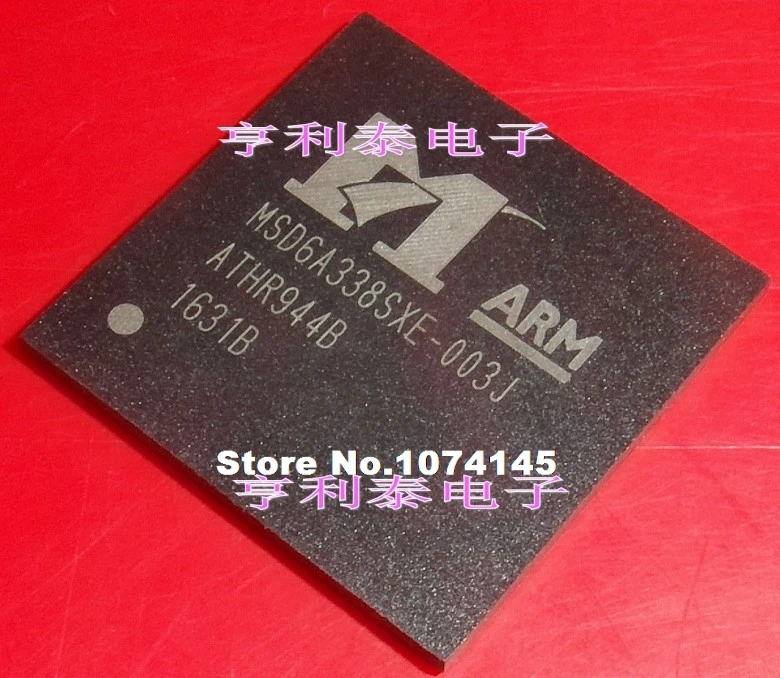 亨利泰电子
MSD6A338SXE-003J
ATHR944B
1631B
ARM
Store No.1074145
亨利泰电子